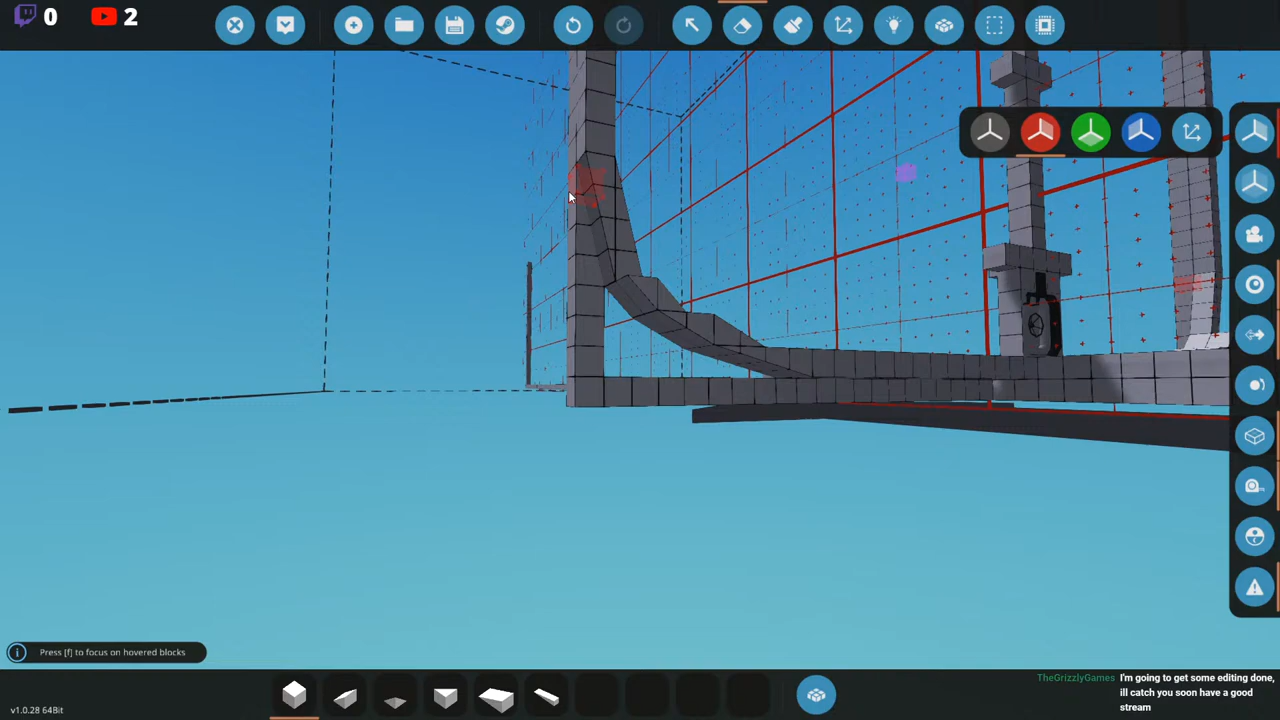 0 2
Press [f] to focus on hovered blocks
TheGrizzlyGames I'm going to get some editing done,
ill catch you soon have a good
stream
v1.0.28 64Bit